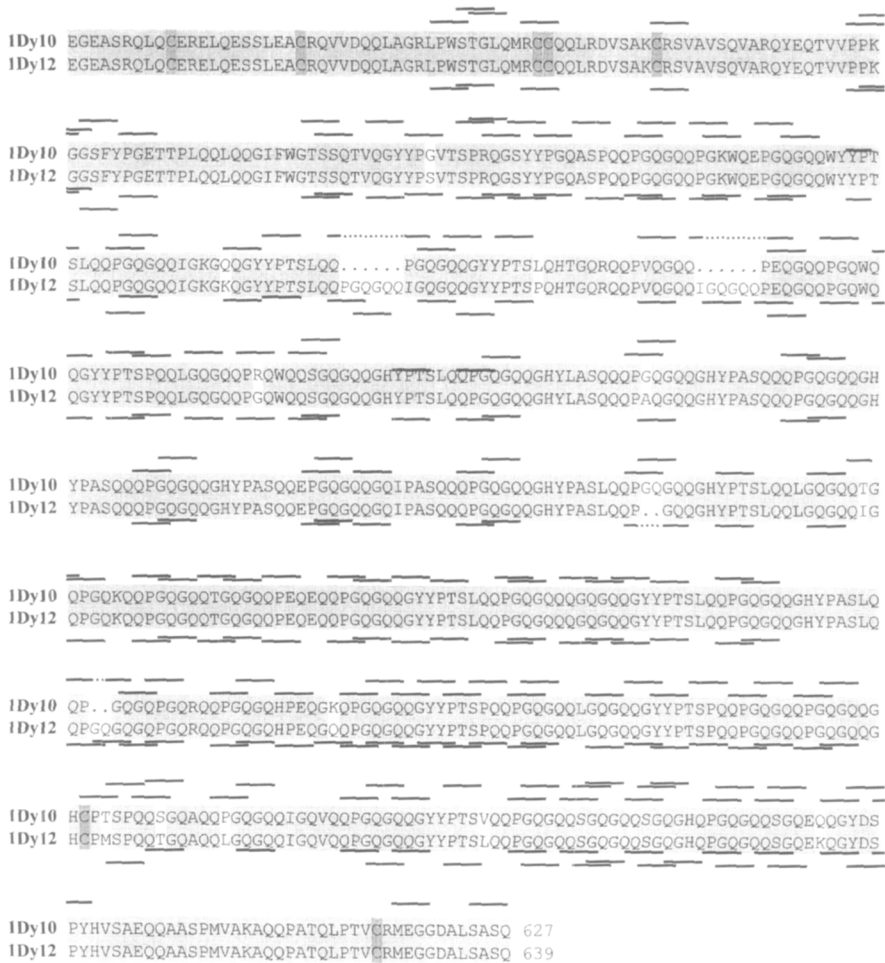 1Dy10 EGEASRQLQCERELQESSLEACRQVVDQQLAGRLPWSTGLQMRCCQQLRDVSAKCRSVAVSQVARQYEQTVVPPK
1Dy12 EGEASRQLQCERELQESSLEACRQVVDQQLAGRLPWSTGLQMRCCQQLRDVSAKCRSVAVSQVARQYEQTVVPPK
1Dy10 GGSFYPGETTPLQQLQQGIFWGTSSQTVQGYYPGVTSPRQGSYYPGQASPQQPGQGQQPGKWQEPGQGQQWYYPT
1Dy12 GGSFYPGETTPLQQLQQGIFWGTSSQTVQGYYPSVTSPRQGSYYPGQASPQQPGQGQQPGKWQEPGQGQQWYYPT
1Dy10 SLQQPGQGQQIGKGQQGYYPTSLQQ......PGQGQQGYYPTSLQHTGQRQQPVQGQQ......PEQGQQPGQWQ
1Dy12 SLQQPGQGQQIGKGKQGYYPTSLQQPGQGQQIGQGQQGYYPTSPQHTGQRQQPVQGQQIGQGQQPEQGQQPGQWQ
1Dy10 QGYYPTSPQQLGQGQQPRQWQQSGQGQQGHYPTSLQQPGQGQQGHYLASQQQPGQGQQGHYPASQQQPGQGQQGH
1Dy12 QGYYPTSPQQLGQGQQPGQWQQSGQGQQGHYPTSLQQPGQGQQGHYLASQQQPAQGQQGHYPASQQQPGQGQQGH
1Dy10 YPASQQQPGQGQQGHYPASQQEPGQGQQGQIPASQQQPGQGQQGHYPASLQQPGQGQQGHYPTSLQQLGQGQQTG
1Dy12 YPASQQQPGQGQQGHYPASQQEPGQGQQGQIPASQQQPGQGQQGHYPASLQQP..GQQGHYPTSLQQLGQGQQIG
1Dy10 QPGQKQQPGQGQQTGQGQQPEQEQQPGQGQQGYYPTSLQQPGQGQQQGQGQQGYYPTSLQQPGQGQQGHYPASLQ
1Dy12 QPGQKQQPGQGQQTGQGQQPEQEQQPGQGQQGYYPTSLQQPGQGQQQGQGQQGYYPTSLQQPGQGQQGHYPASLQ
1Dy10 QP..GQGQPGQRQQPGQGQHPEQGKQPGQGQQGYYPTSPQQPGQGQQLGQGQQGYYPTSPQQPGQGQQPGQGQQG
1Dy12 QPGQGQGQPGQRQQPGQGQHPEQGQQPGQGQQGYYPTSPQQPGQGQQLGQGQQGYYPTSPQQPGQGQQPGQGQQG
1Dy10 HCPTSPQQSGQAQQPGQGQQIGQVQQPGQGQQGYYPTSVQQPGQGQQSGQGQQSGQGHQPGQGQQSGQEQQGYDS
1Dy12 HCPMSPQQTGQAQQLGQGQQIGQVQQPGQGQQGYYPTSLQQPGQGQQSGQGQQSGQGHQPGQGQQSGQEKQGYDS
1Dy10 PYHVSAEQQAASPMVAKAQQPATQLPTVCRMEGGDALSASQ 627
1Dy12 PYHVSAEQQAASPMVAKAQQPATQLPTVCRMEGGDALSASQ 639